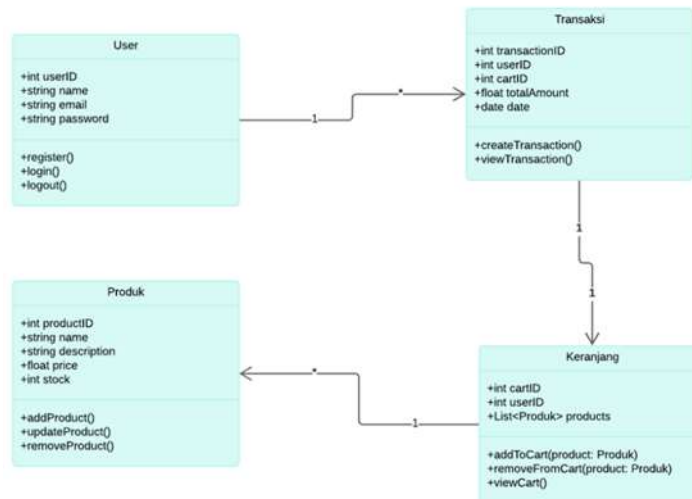 User
+int userID
+string name
+string email
+string password
+register()
+login()
+logout()
1
*
Transaksi
+int transactionID
+int userID
+int cartID
+float totalAmount
+date date
+createTransaction()
+viewTransaction()
1
1
Produk
+int productID
+string name
+string description
+float price
+int stock
+addProduct()
+updateProduct()
+removeProduct()
*
1
Keranjang
+int cartID
+int userID
+List<Produk> products
+addToCart(product: Produk)
+removeFromCart(product: Produk)
+viewCart()